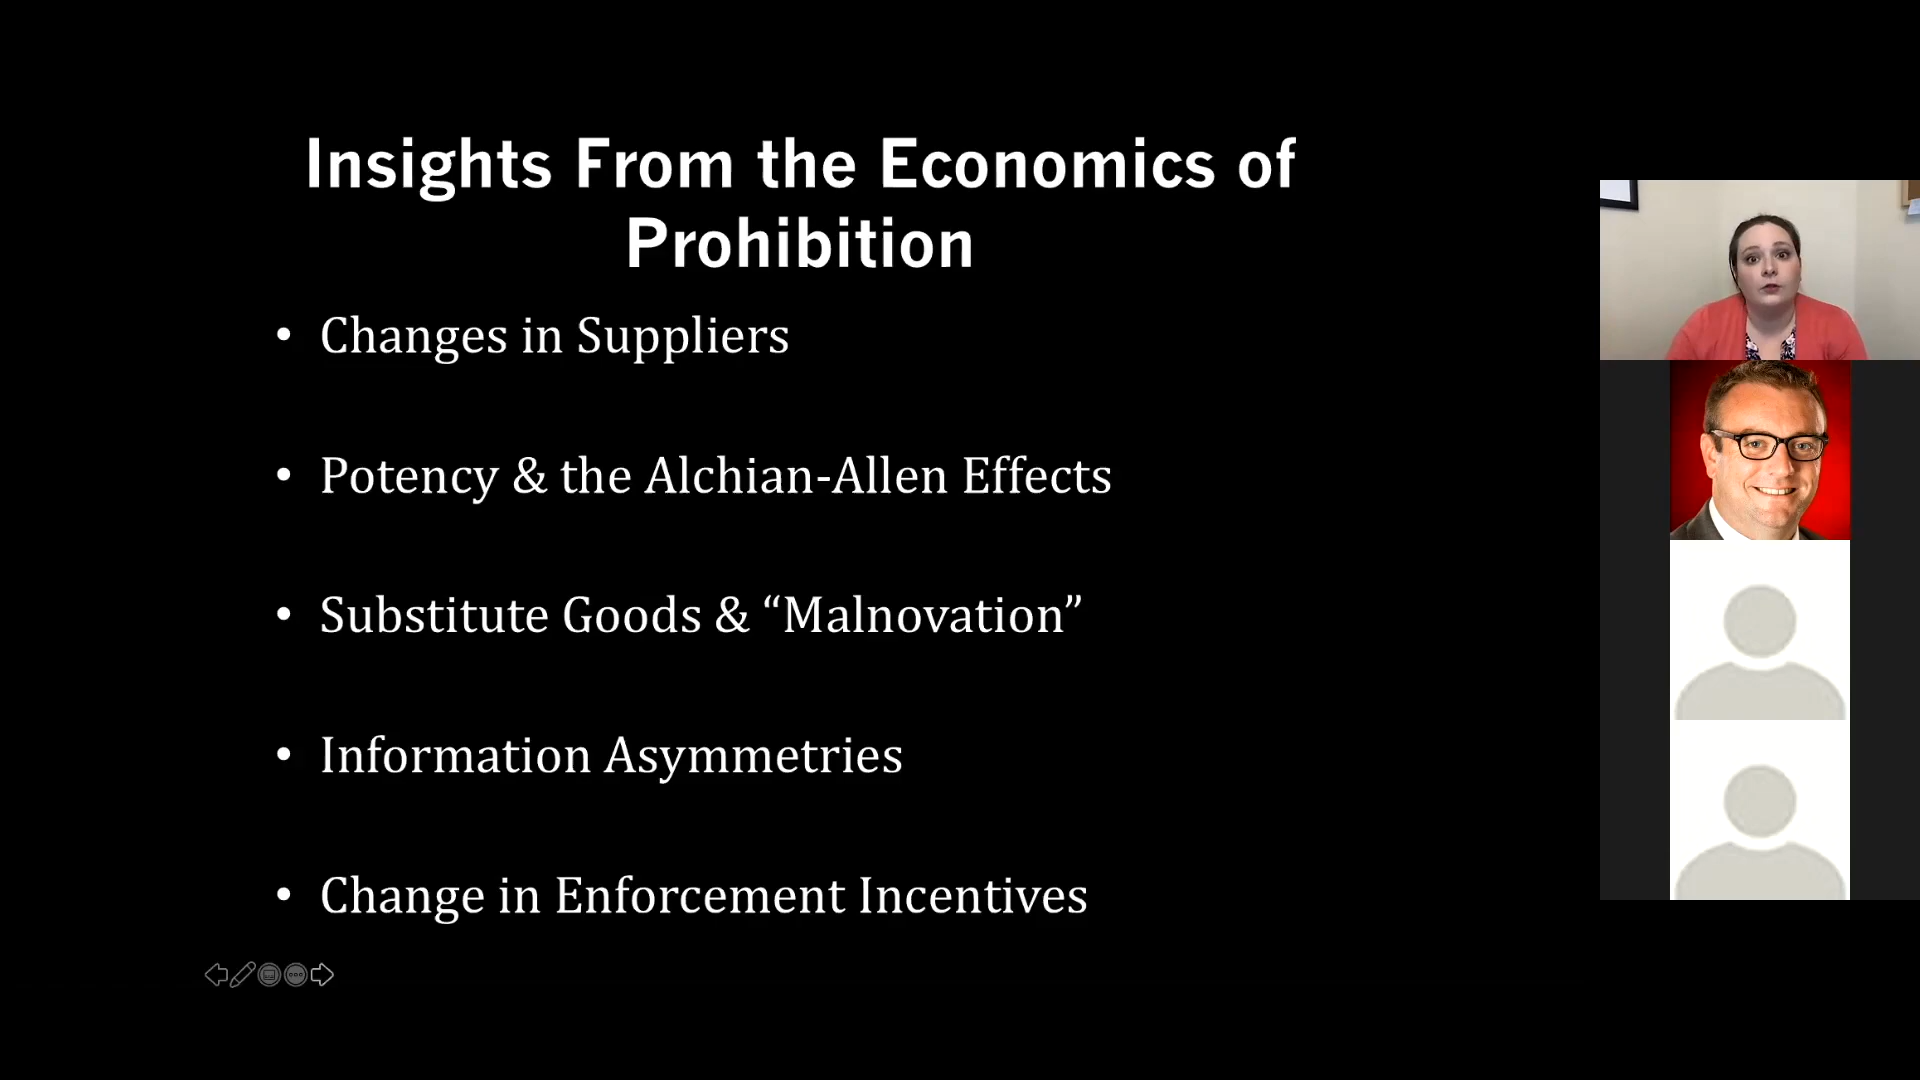 Insights From the Economics of
Prohibition
• Changes in Suppliers
• Potency & the Alchian-Allen Effects
• Substitute Goods & “Malnovation”
• Information Asymmetries
• Change in Enforcement Incentives